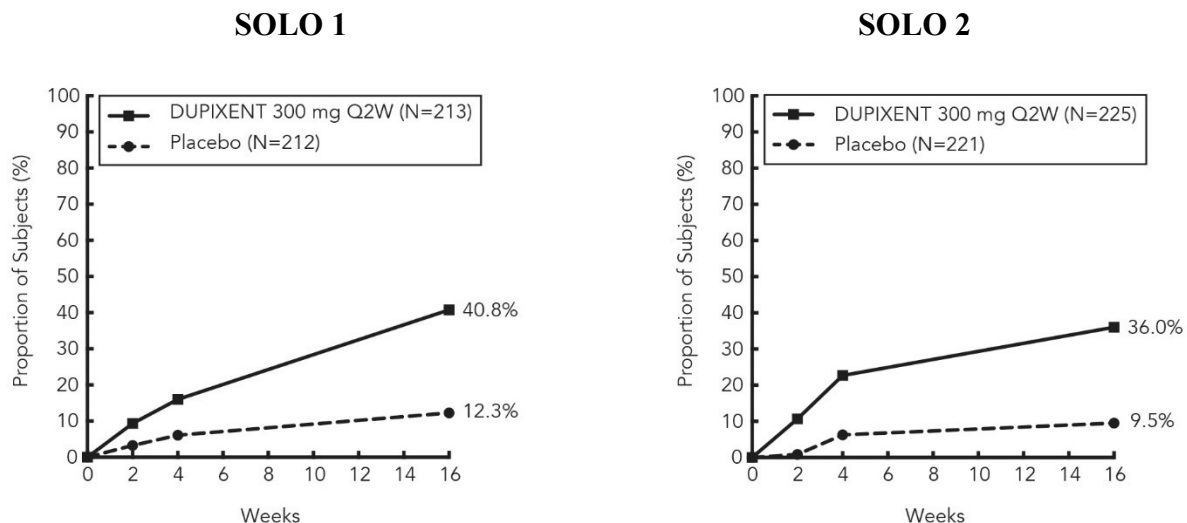 SOLO 1
DUPIXENT 300 mg Q2W (N=213)
Placebo (N=212)
Proportion of Subjects (%)
100
90
80
70
60
50
40
30
20
10
0
40.8%
12.3%
0 2 4 6 8 10 12 14 16
Weeks
SOLO 2
DUPIXENT 300 mg Q2W (N=225)
Placebo (N=221)
Proportion of Subjects (%)
100
90
80
70
60
50
40
30
20
10
0
36.0%
9.5%
0 2 4 6 8 10 12 14 16
Weeks